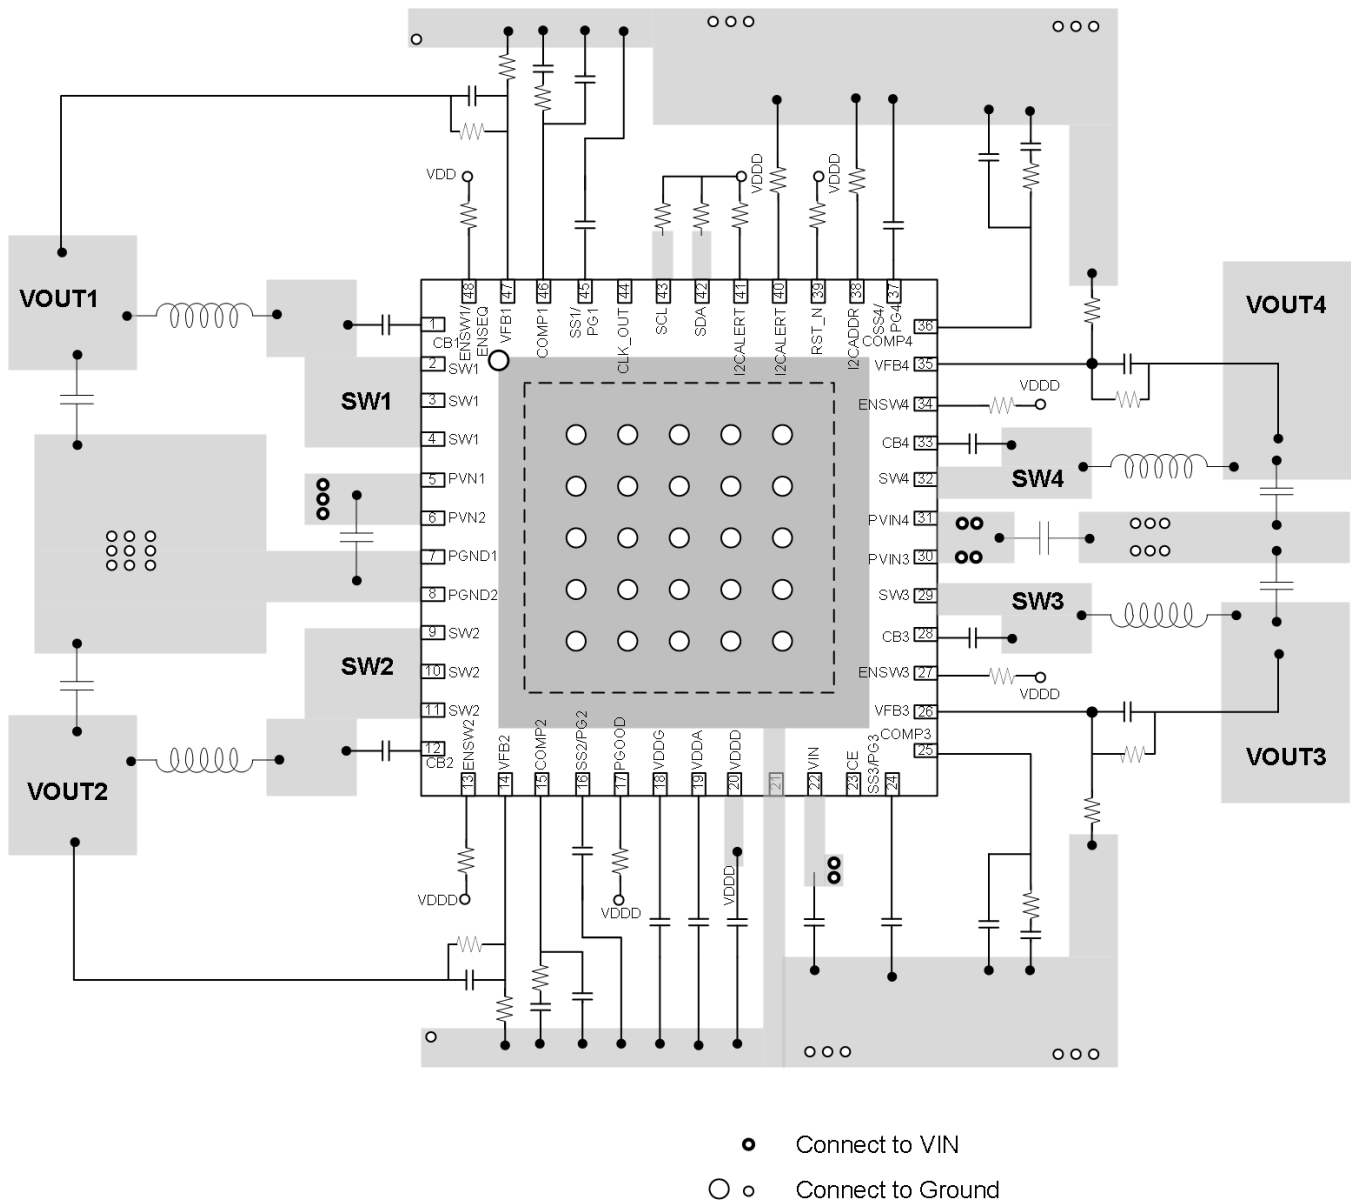 VDD
VDDD
VDDD
VOUT1
VOUT4
48
47
46
45
44
43
42
41
40
39
38
37
ENSW1/
ENSEQ
VFB1
COMP1
SS1/
PG1
CLK_OUT
SCL
SDA
I2CALERT
I2CALERT
RST_N
I2CADDR
SS4/
PG4
1
CB1
2
SW1
3
SW1
4
SW1
5
PVN1
6
PVN2
7
PGND1
8
PGND2
9
SW2
10
SW2
11
SW2
12
CB2
SW1
SW2
VOUT2
COMP4
36
VFB4
35
ENSW4
34
VDDD
CB4
33
SW4
32
SW4
PVIN4
31
PVIN3
30
SW3
29
SW3
CB3
28
ENSW3
27
VDDD
VFB3
26
COMP3
25
VOUT3
ENSW2
VFB2
COMP2
SS2/PG2
PGOOD
VDDG
VDDA
VDDD
VIN
CE
SS3/PG3
13
14
15
16
17
18
19
20
21
22
23
24
VDDD
VDDD
VDDD
Connect to VIN
Connect to Ground